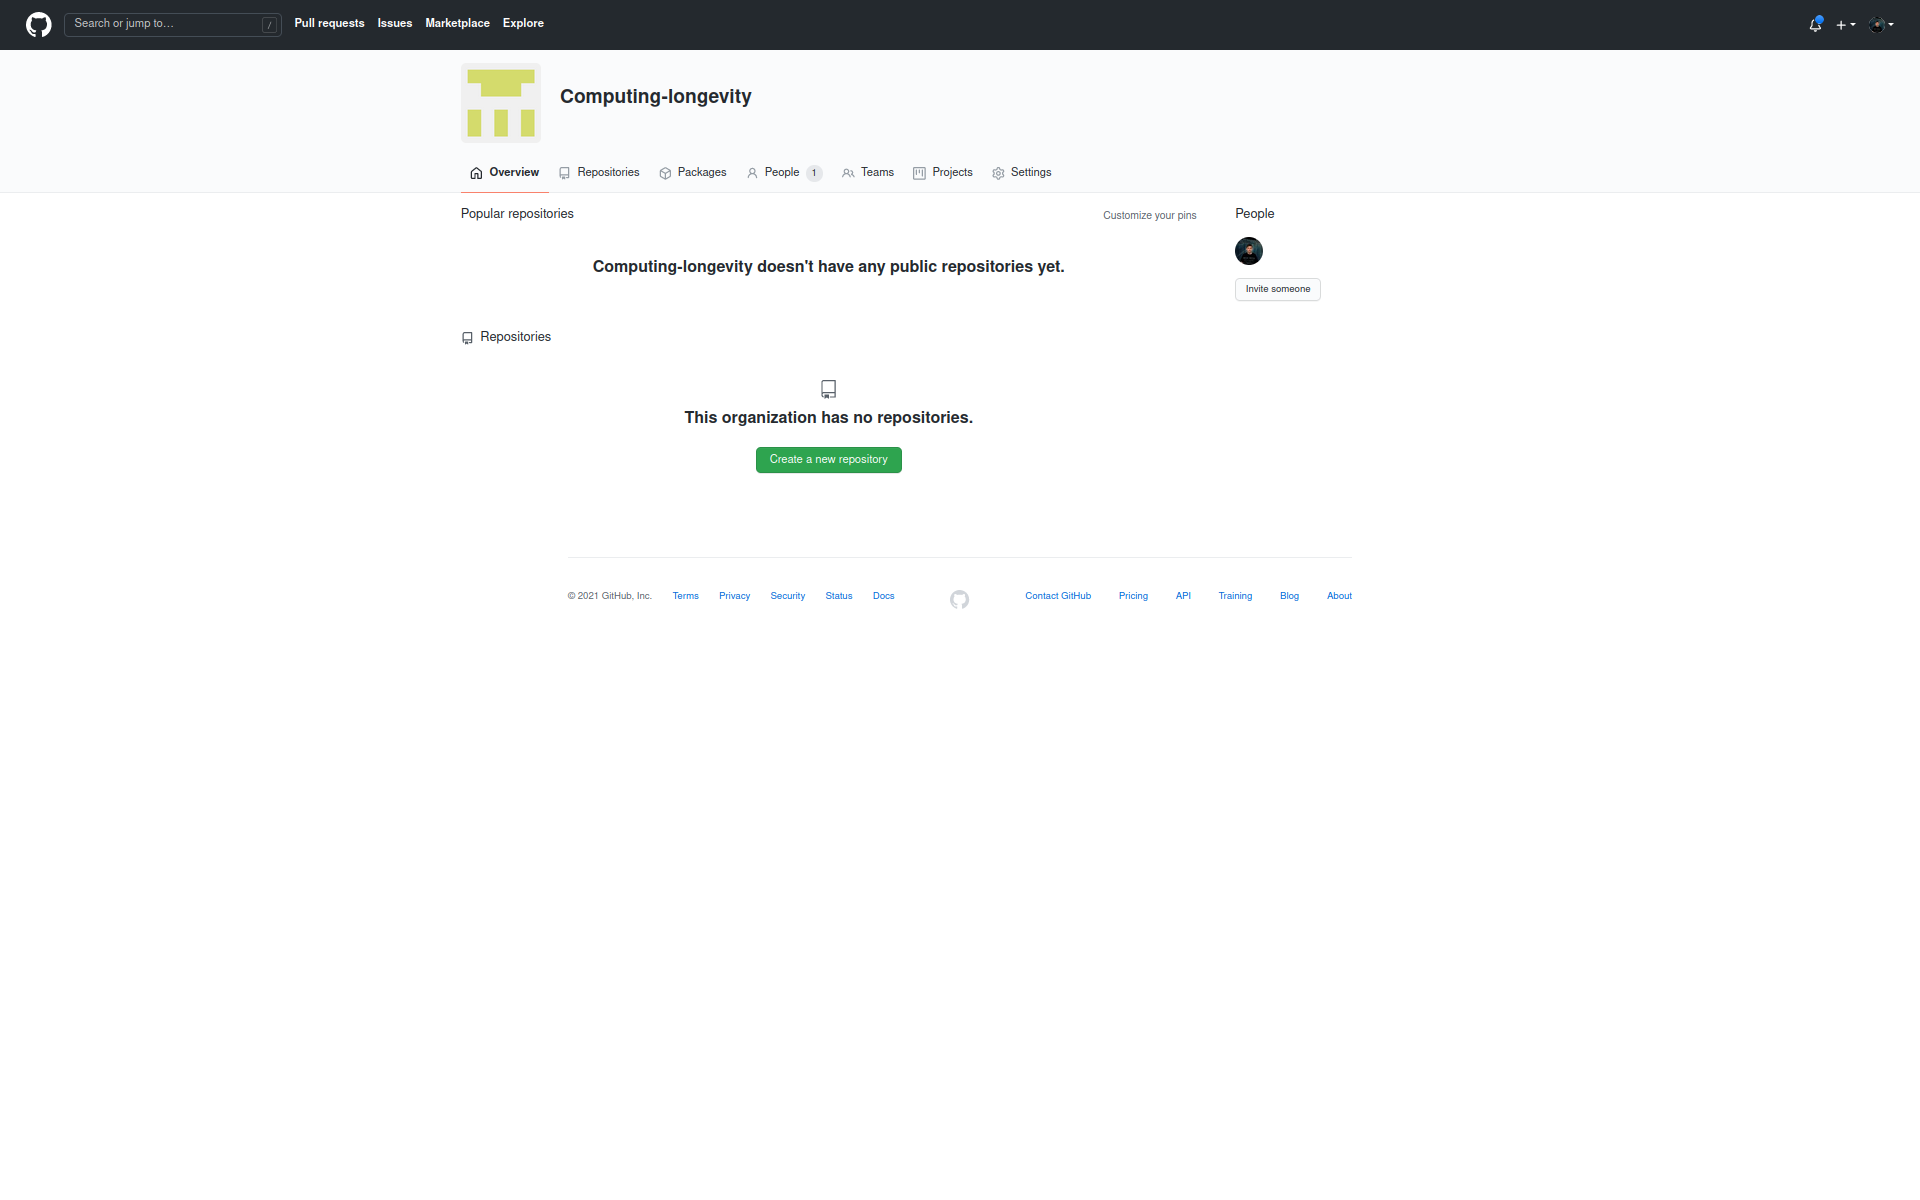 Search or jump to… /
Pull requests Issues Marketplace Explore
Computing-longevity
Overview Repositories Packages People 1 Teams Projects Settings
Popular repositories
Customize your pins
Computing-longevity doesn't have any public repositories yet.
People
Invite someone
Repositories
This organization has no repositories.
Create a new repository
© 2021 GitHub, Inc. Terms Privacy Security Status Docs Contact GitHub Pricing API Training Blog About